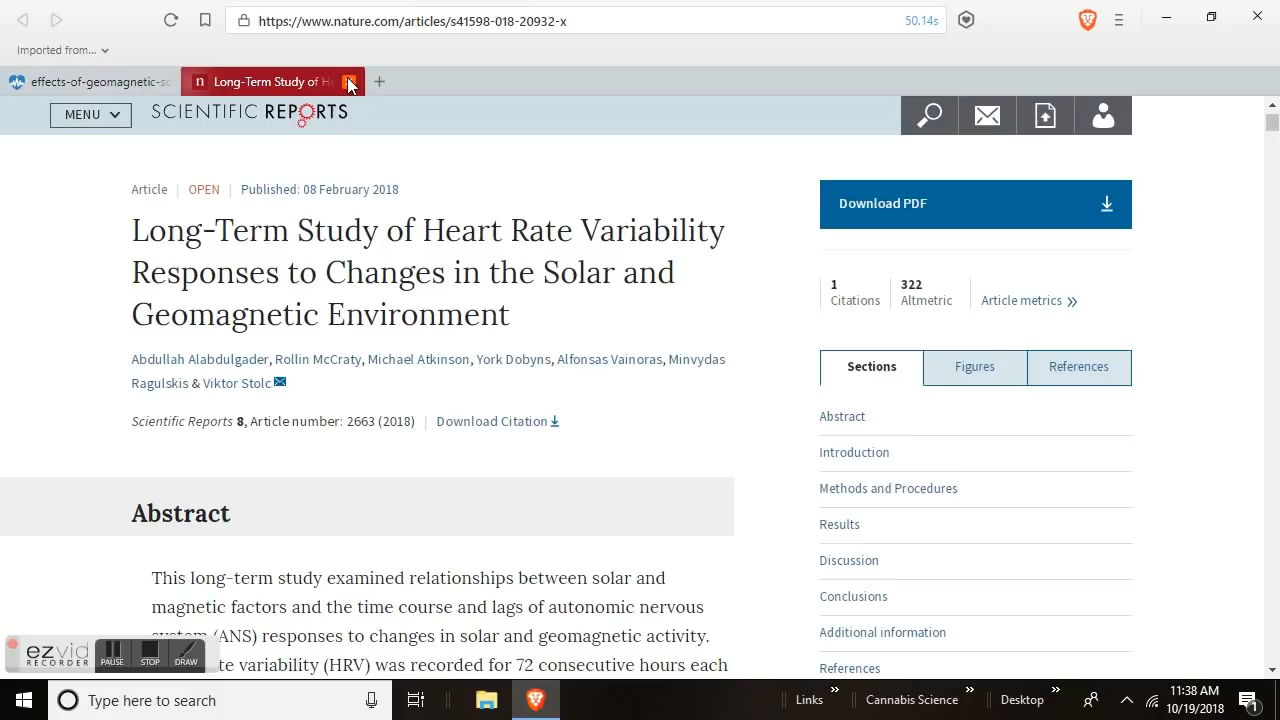 https://www.nature.com/articles/s41598-018-20932-x
50.14s
Imported from...
effects-of-geomagnetic-sc
n Long-Term Study of He
MENU
SCIENTIFIC REPORTS
Article | OPEN | Published: 08 February 2018
Download PDF
Long-Term Study of Heart Rate Variability
Responses to Changes in the Solar and
Geomagnetic Environment
1
Citations
322
Altmetric
Article metrics »
Abdullah Alabdulgader, Rollin McCraty, Michael Atkinson, York Dobyns, Alfonsas Vainoras, Minvydas
Ragulskis & Viktor Stolc
Sections
Figures
References
Scientific Reports 8, Article number: 2663 (2018) | Download Citation
Abstract
Introduction
Methods and Procedures
Results
Discussion
Conclusions
Additional information
References
Abstract
This long-term study examined relationships between solar and
magnetic factors and the time course and lags of autonomic nervous
system (ANS) responses to changes in solar and geomagnetic activity.
te variability (HRV) was recorded for 72 consecutive hours each
ezvid
RECORDER
PAUSE
STOP
DRAW
Type here to search
Links »
Cannabis Science »
Desktop »
11:38 AM
10/19/2018
1